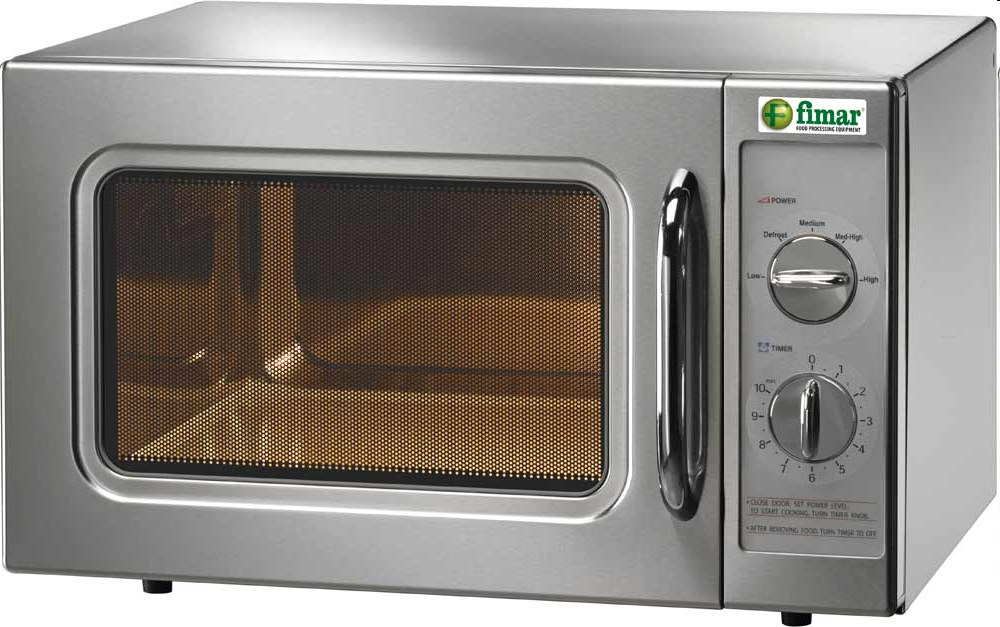 fimar®
FOOD PROCESSING EQUIPMENT
POWER
Medium
Defrost
Med-High
Low
High
TIMER
0
1
2
3
4
5
6
7
8
9
10 min
• CLOSE DOOR. SET POWER LEVEL.
TO START COOKING, TURN TIMER KNOB.
• AFTER REMOVING FOOD, TURN TIMER TO OFF